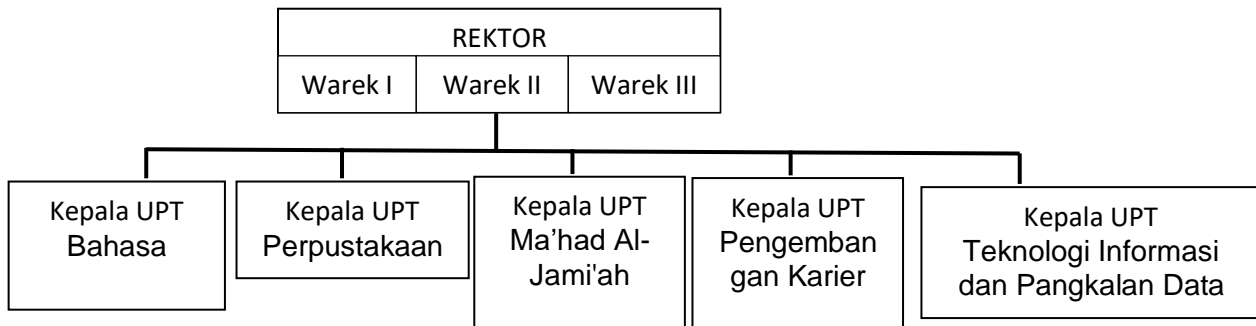 REKTOR
Warek I
Warek II
Warek III
Kepala UPT
Bahasa
Kepala UPT
Perpustakaan
Kepala UPT
Ma’had Al-
Jami'ah
Kepala UPT
Pengemban
gan Karier
Kepala UPT
Teknologi Informasi
dan Pangkalan Data